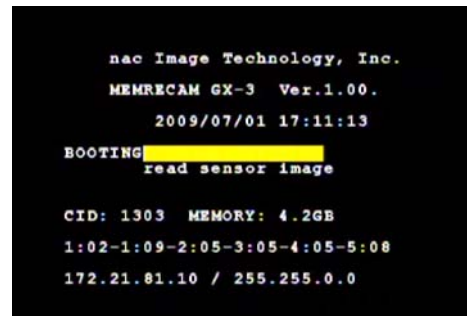 nac Image Technology, Inc.
MEMRECAM GX-3 Ver.1.00.
2009/07/01 17:11:13
BOOTING
read sensor image
CID: 1303 MEMORY: 4.2GB
1:02-1:09-2:05-3:05-4:05-5:08
172.21.81.10 / 255.255.0.0